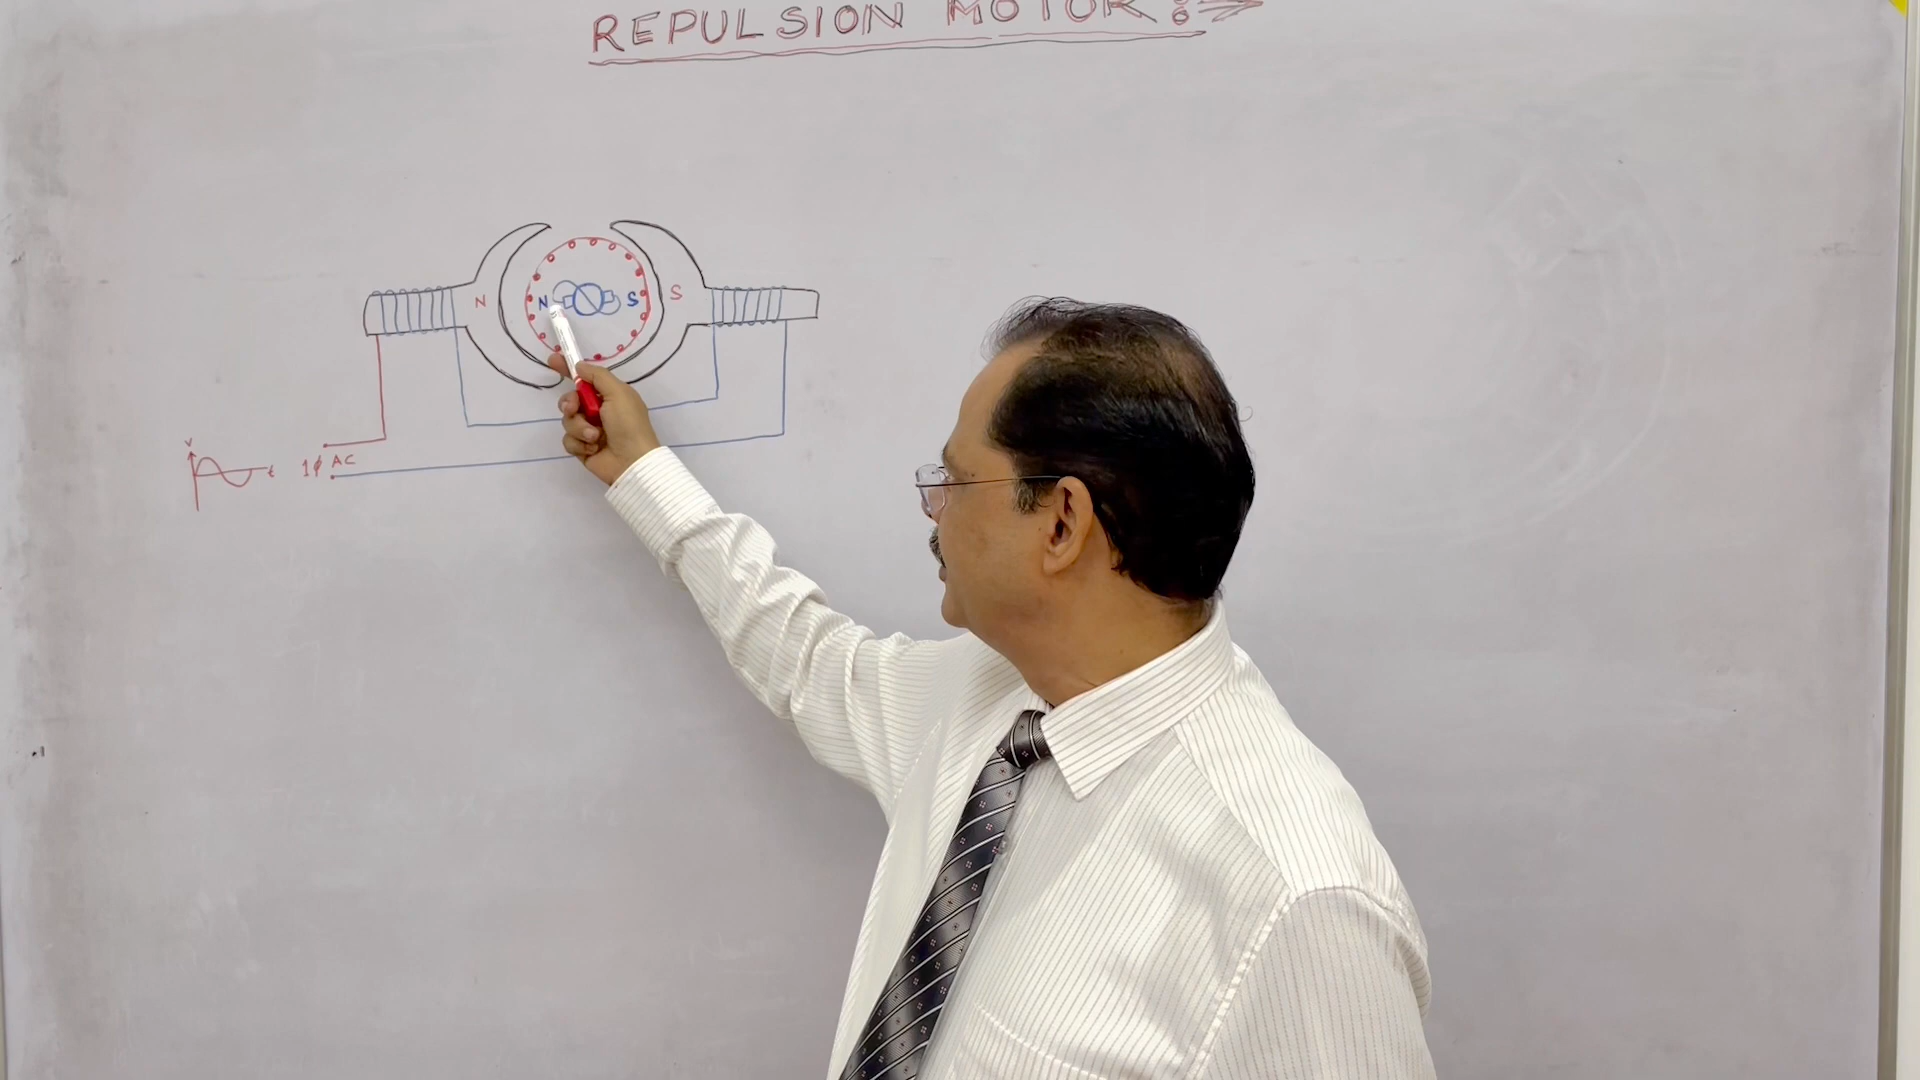 REPULSION MOTOR :⇒
N N S S
V
t 1ϕ AC